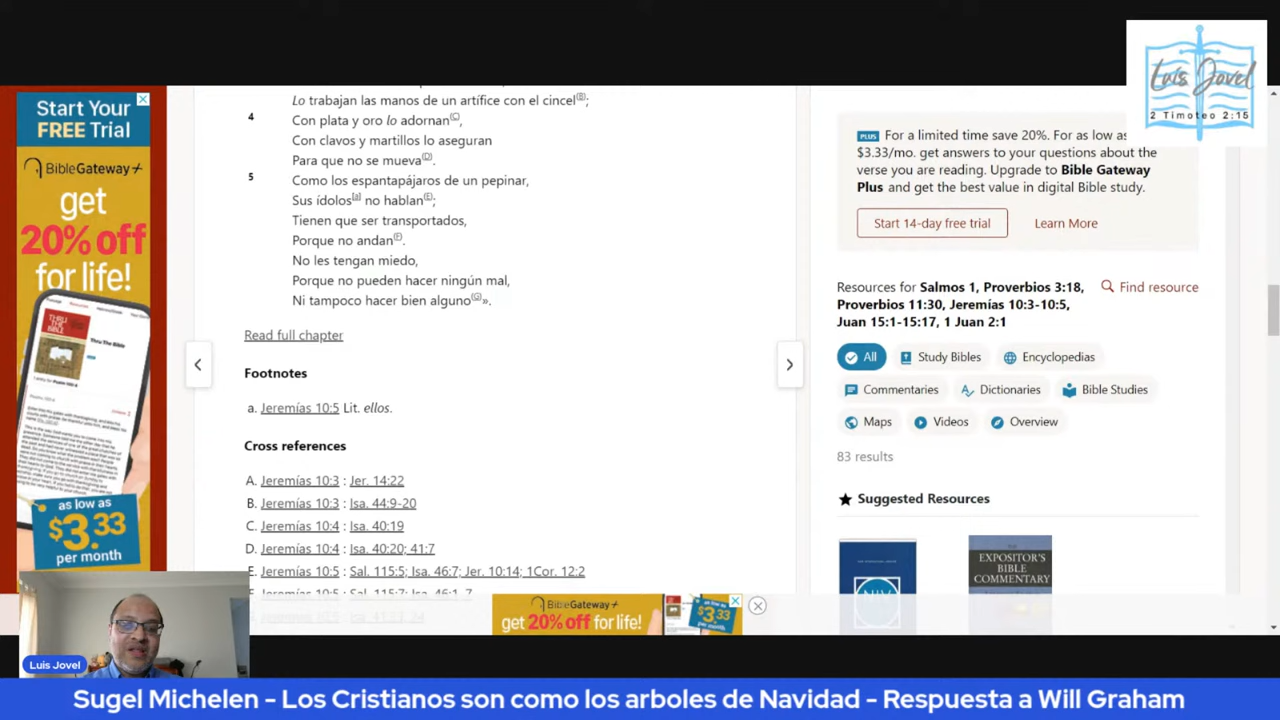 Start Your
FREE Trial
BibleGateway+
get
20% off
for life!
THRU
THE
BIBLE
Thru The Bible
as low as
$3.33
per month
Lo trabajan las manos de un artífice con el cincel[B];
4 Con plata y oro lo adornan[C],
Con clavos y martillos lo aseguran
Para que no se mueva[D].
5 Como los espantapájaros de un pepinar,
Sus ídolos[a] no hablan[E];
Tienen que ser transportados,
Porque no andan[F].
No les tengan miedo,
Porque no pueden hacer ningún mal,
Ni tampoco hacer bien alguno[G]».
Read full chapter
Footnotes
a. Jeremías 10:5 Lit. ellos.
Cross references
A. Jeremías 10:3 : Jer. 14:22
B. Jeremías 10:3 : Isa. 44:9-20
C. Jeremías 10:4 : Isa. 40:19
D. Jeremías 10:4 : Isa. 40:20; 41:7
E. Jeremías 10:5 : Sal. 115:5; Isa. 46:7; Jer. 10:14; 1Cor. 12:2
BibleGateway+
get 20% off for life!
as low as
$3.33
Luis Jovel
2 Timoteo 2:15
PLUS For a limited time save 20%. For as low as
$3.33/mo. get answers to your questions about the
verse you are reading. Upgrade to Bible Gateway
Plus and get the best value in digital Bible study.
Start 14-day free trial
Learn More
Resources for Salmos 1, Proverbios 3:18,
Proverbios 11:30, Jeremías 10:3-10:5,
Juan 15:1-15:17, 1 Juan 2:1
Find resource
All
Study Bibles
Encyclopedias
Commentaries
Dictionaries
Bible Studies
Maps
Videos
Overview
83 results
Suggested Resources
NIV
EXPOSITOR'S
BIBLE
COMMENTARY
Luis Jovel
Sugel Michelen - Los Cristianos son como los arboles de Navidad - Respuesta a Will Graham